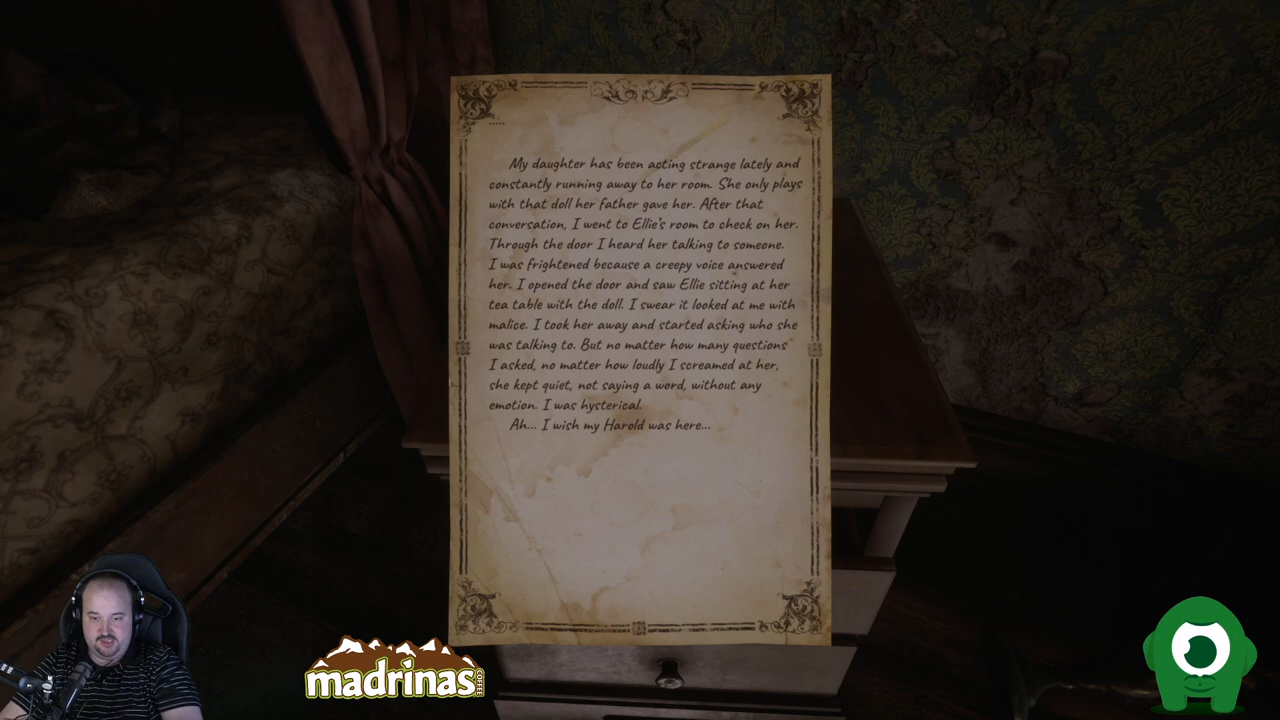 .....
My daughter has been acting strange lately and
constantly running away to her room. She only plays
with that doll her father gave her. After that
conversation, I went to Ellie's room to check on her.
Through the door I heard her talking to someone.
I was frightened because a creepy voice answered
her. I opened the door and saw Ellie sitting at her
tea table with the doll. I swear it looked at me with
malice. I took her away and started asking who she
was talking to. But no matter how many questions
I asked, no matter how loudly I screamed at her,
she kept quiet, not saying a word, without any
emotion. I was hysterical.
Ah... I wish my Harold was here...
madrinas
COFFEE